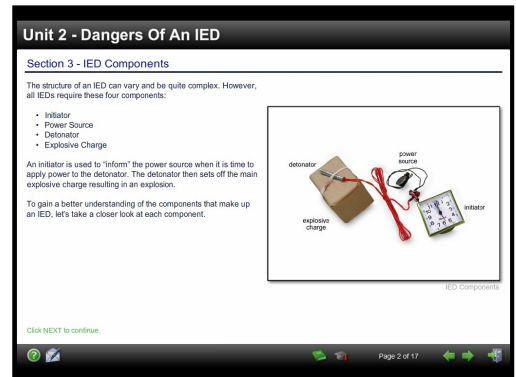 Unit 2 - Dangers Of An IED
Section 3 - IED Components
The structure of an IED can vary and be quite complex. However,
all IEDs require these four components:
• Initiator
• Power Source
• Detonator
• Explosive Charge
An initiator is used to “inform” the power source when it is time to
apply power to the detonator. The detonator then sets off the main
explosive charge resulting in an explosion.
To gain a better understanding of the components that make up
an IED, let's take a closer look at each component.
detonator
power
source
initiator
explosive
charge
IED Components
Click NEXT to continue.
Page 2 of 17